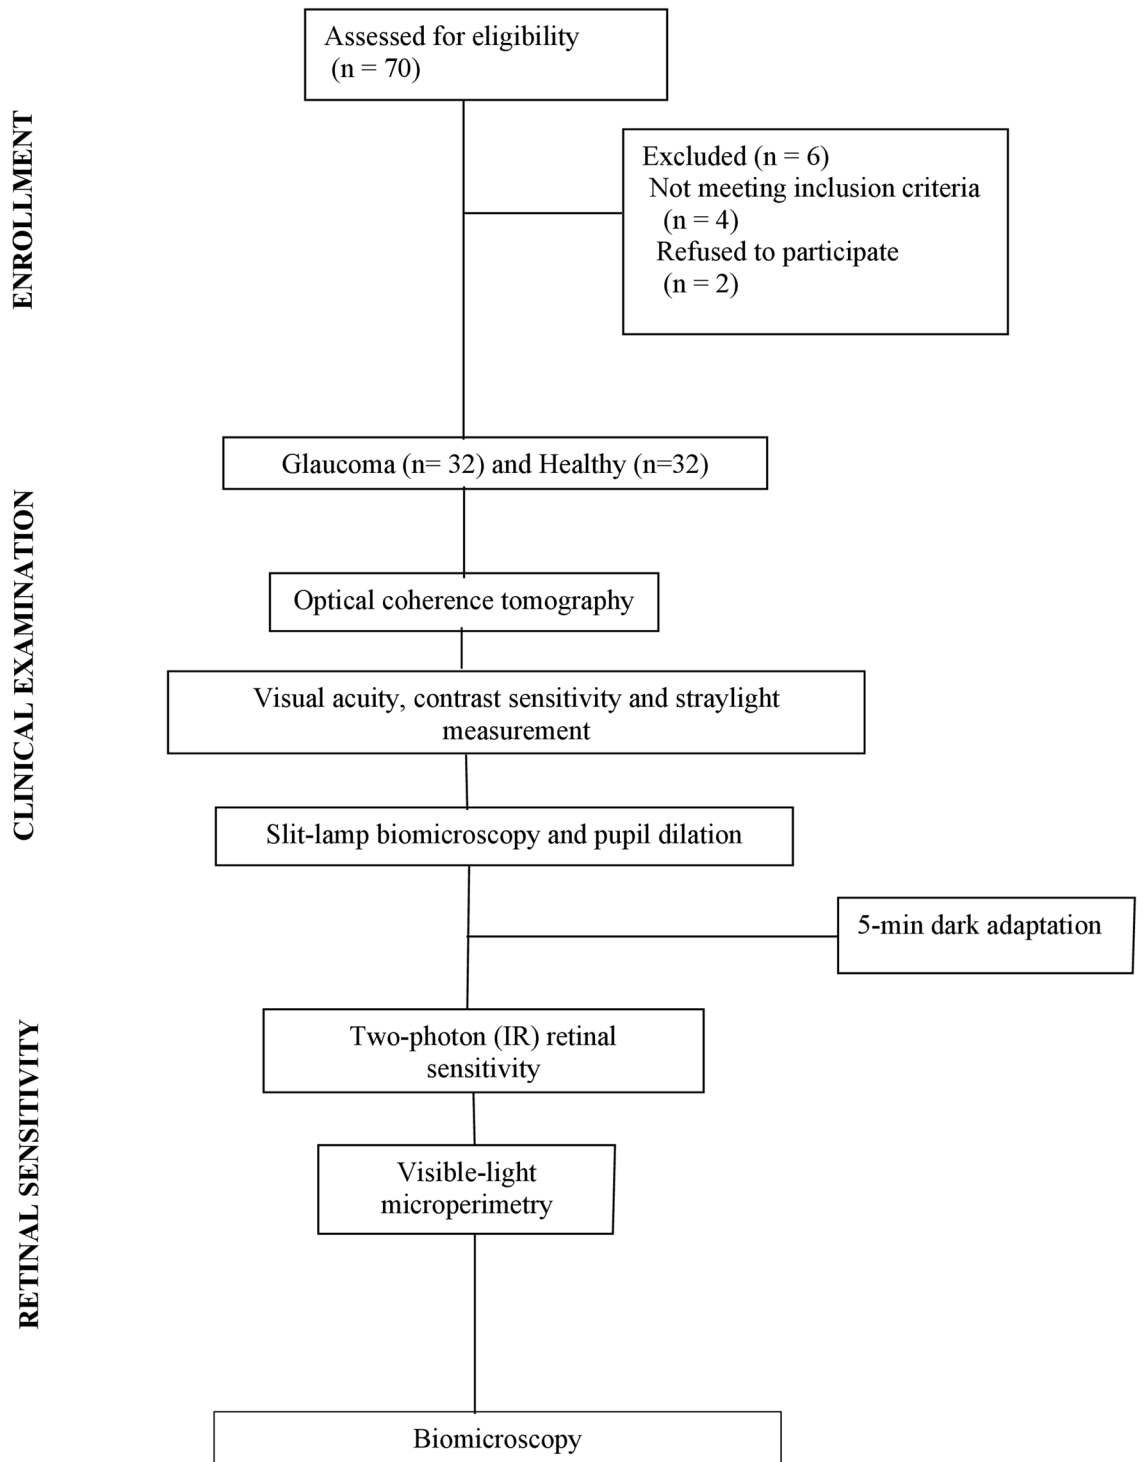 Assessed for eligibility
(n = 70)
ENROLLMENT
Excluded (n = 6)
Not meeting inclusion criteria
(n = 4)
Refused to participate
(n = 2)
Glaucoma (n= 32) and Healthy (n=32)
CLINICAL EXAMINATION
Optical coherence tomography
Visual acuity, contrast sensitivity and straylight
measurement
Slit-lamp biomicroscopy and pupil dilation
5-min dark adaptation
RETINAL SENSITIVITY
Two-photon (IR) retinal
sensitivity
Visible-light
microperimetry
Biomicroscopy